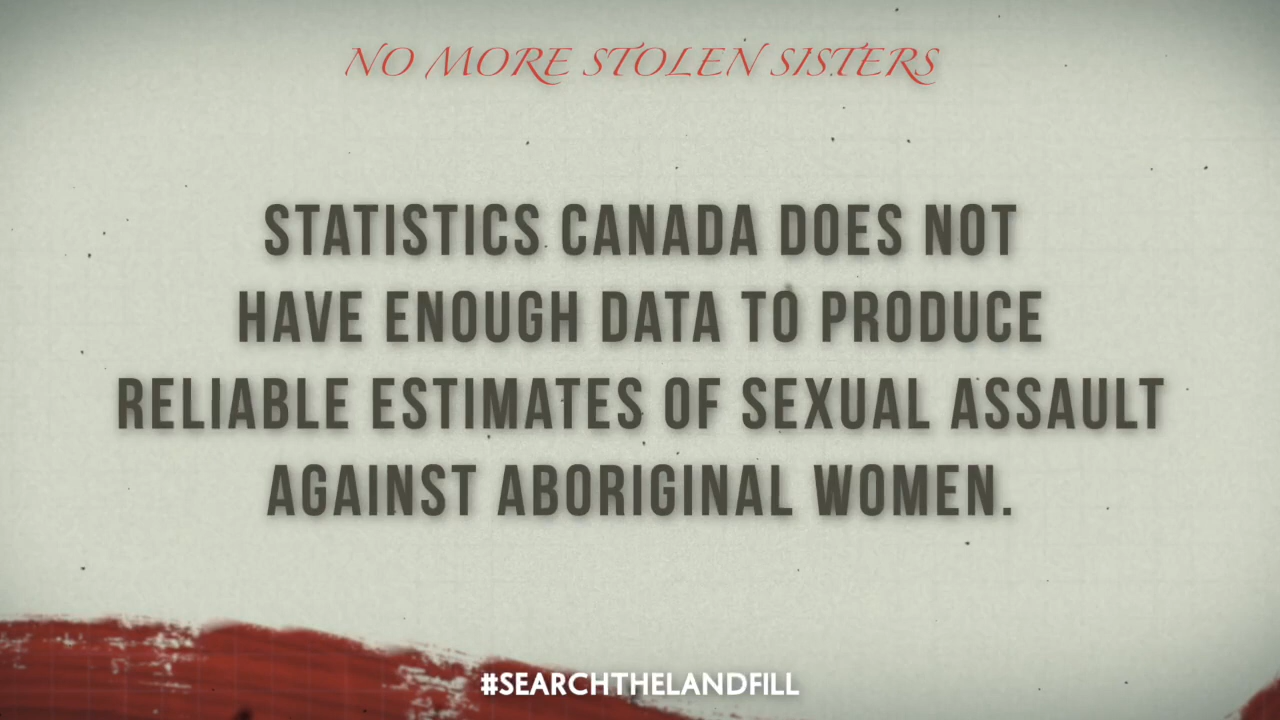 NO MORE STOLEN SISTERS
STATISTICS CANADA DOES NOT
HAVE ENOUGH DATA TO PRODUCE
RELIABLE ESTIMATES OF SEXUAL ASSAULT
AGAINST ABORIGINAL WOMEN.
#SEARCHTHELANDFILL